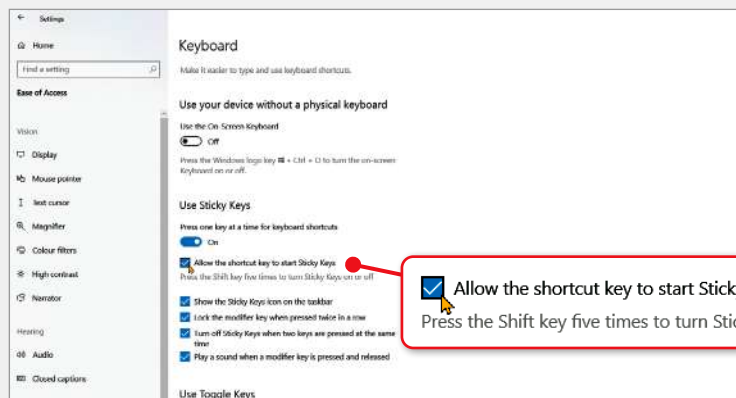 Settings
Home
Find a setting
Ease of Access
Vision
Display
Mouse pointer
Text cursor
Magnifier
Colour filters
High contrast
Narrator
Hearing
Audio
Closed captions
Keyboard
Make it easier to type and use keyboard shortcuts.
Use your device without a physical keyboard
Use the On-Screen Keyboard
Off
Press the Windows logo key + Ctrl + O to turn the on-screen
Keyboard on or off.
Use Sticky Keys
Press one key at a time for keyboard shortcuts
On
Allow the shortcut key to start Sticky Keys
Press the Shift key five times to turn Sticky Keys on or off
Show the Sticky Keys icon on the taskbar
Lock the modifier key when pressed twice in a row
Turn off Sticky Keys when two keys are pressed at the same
time
Play a sound when a modifier key is pressed and released
Use Toggle Keys
Allow the shortcut key to start Stick
Press the Shift key five times to turn Stic